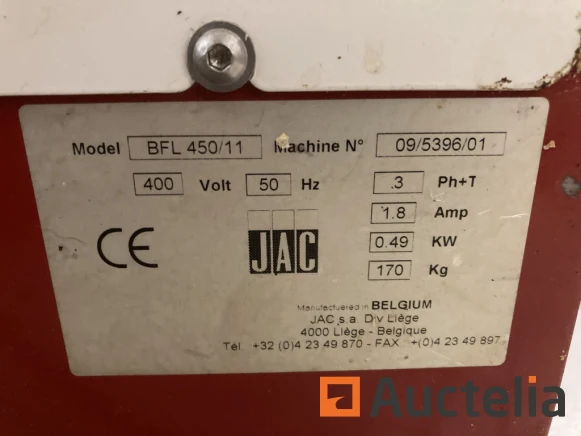 Model BFL 450/11 Machine N° 09/5396/01
400 Volt 50 Hz .3 Ph+T
1.8 Amp
0.49 KW
170 Kg
CE
JAC
Manufactuered in BELGIUM
JAC s.a. Div Liège
4000 Liège - Belgique
Tél. +32 (0)4 23 49 870 - FAX +(0)4 23 49 897
Auctelia